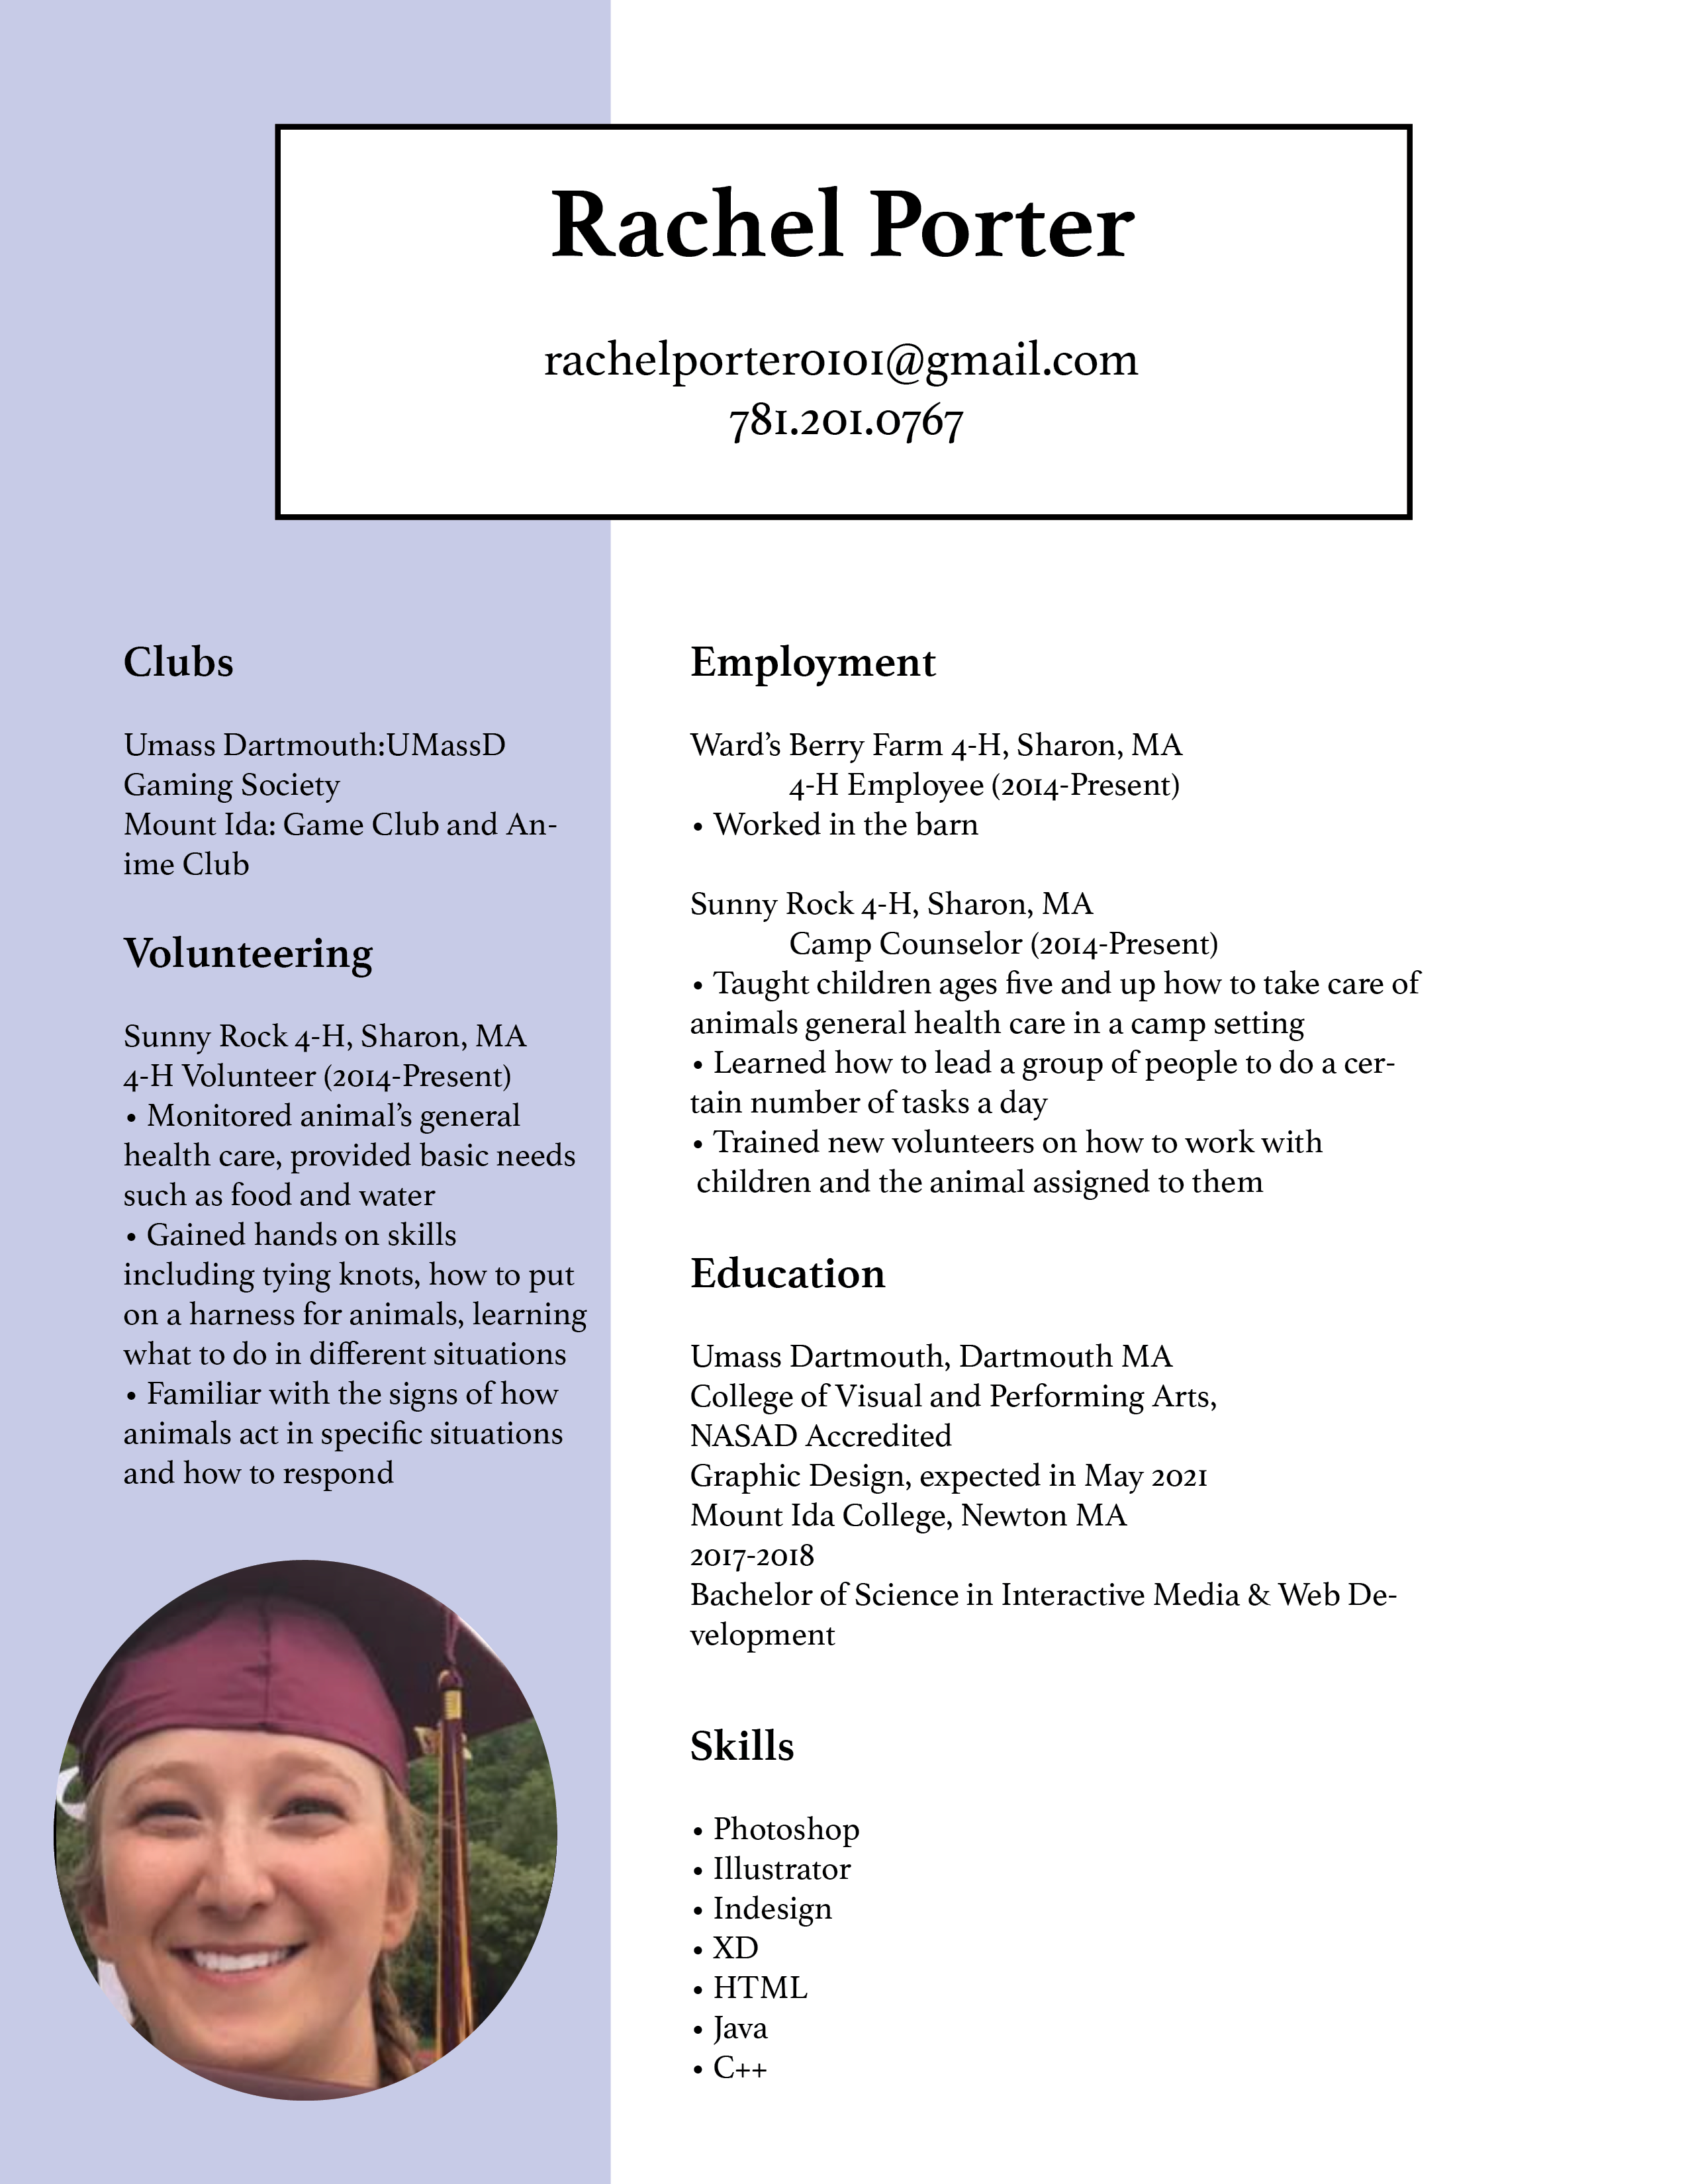 Rachel Porter
rachelporter0101@gmail.com
781.201.0767
Clubs
Umass Dartmouth:UMassD
Gaming Society
Mount Ida: Game Club and An-
ime Club
Volunteering
Sunny Rock 4-H, Sharon, MA
4-H Volunteer (2014-Present)
• Monitored animal’s general
health care, provided basic needs
such as food and water
• Gained hands on skills
including tying knots, how to put
on a harness for animals, learning
what to do in different situations
• Familiar with the signs of how
animals act in specific situations
and how to respond
Employment
Ward’s Berry Farm 4-H, Sharon, MA
4-H Employee (2014-Present)
• Worked in the barn
Sunny Rock 4-H, Sharon, MA
Camp Counselor (2014-Present)
• Taught children ages five and up how to take care of
animals general health care in a camp setting
• Learned how to lead a group of people to do a cer-
tain number of tasks a day
• Trained new volunteers on how to work with
children and the animal assigned to them
Education
Umass Dartmouth, Dartmouth MA
College of Visual and Performing Arts,
NASAD Accredited
Graphic Design, expected in May 2021
Mount Ida College, Newton MA
2017-2018
Bachelor of Science in Interactive Media & Web De-
velopment
Skills
• Photoshop
• Illustrator
• Indesign
• XD
• HTML
• Java
• C++